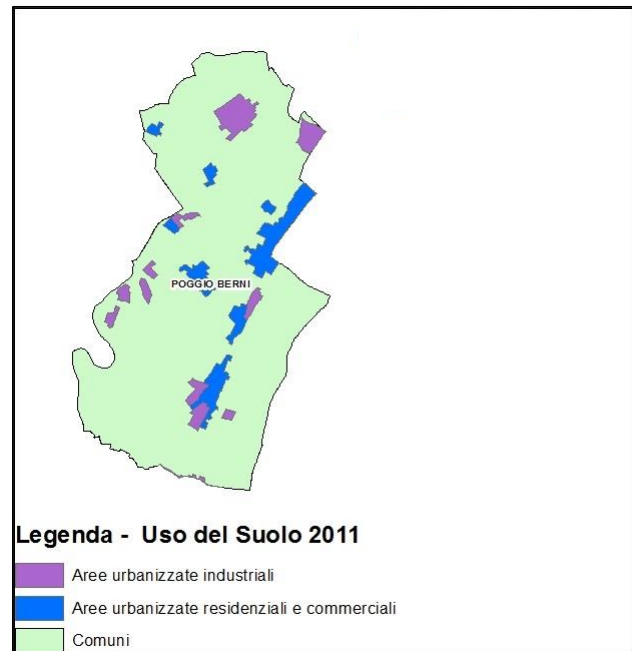 POGGIO BERNI
Legenda - Uso del Suolo 2011
Aree urbanizzate industriali
Aree urbanizzate residenziali e commerciali
Comuni